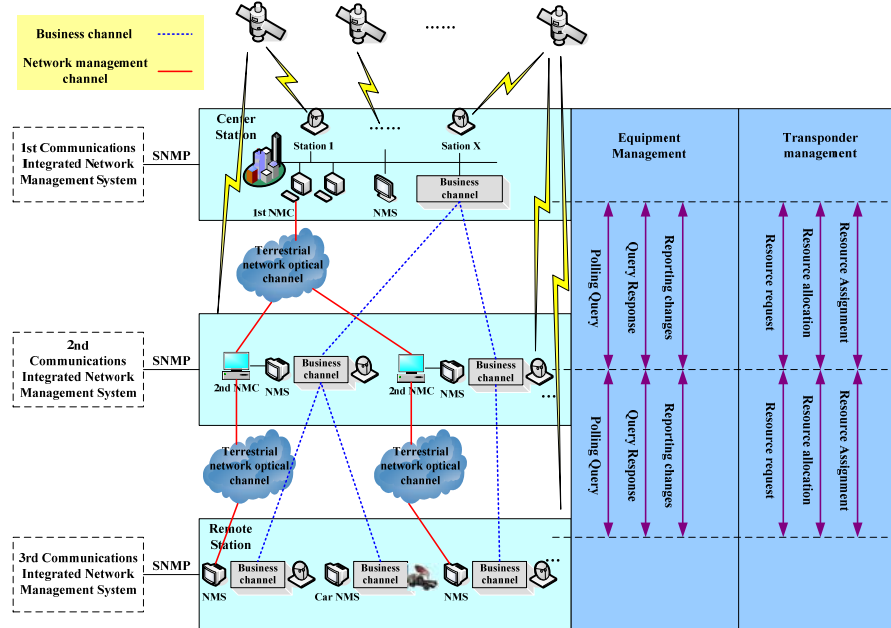 Business channel
Network management
channel
……
Center
Station
Station 1
……
Sation X
Equipment
Management
Transponder
management
1st Communications
Integrated Network
Management System
SNMP
Business
channel
1st NMC
NMS
Terrestrial
network optical
channel
Polling Query
Query Response
Reporting changes
Resource request
Resource allocation
Resource Assignment
2nd
Communications
Integrated Network
Management System
SNMP
2nd NMC
NMS
Business
channel
2nd NMC
NMS
Business
channel
…
Terrestrial
network optical
channel
Terrestrial
network optical
channel
Polling Query
Query Response
Reporting changes
Resource request
Resource allocation
Resource Assignment
Remote
Station
3rd Communications
Integrated Network
Management System
SNMP
NMS
Business
channel
Car NMS
Business
channel
NMS
Business
channel
…